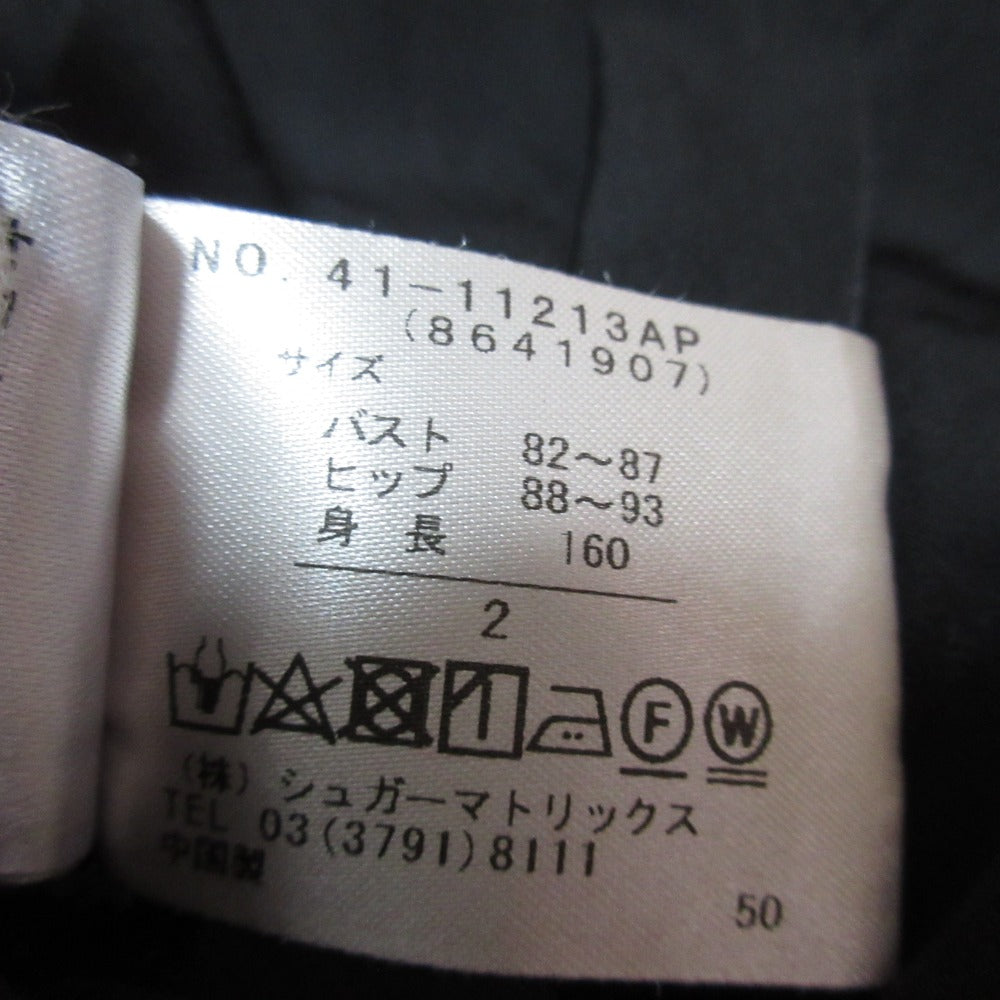 NO. 41-11213AP
(8641907)
サイズ
バスト 82~87
ヒップ 88~93
身長 160
2
F W
(株) シュガーマトリックス
TEL 03(3791)8111
中国製
50